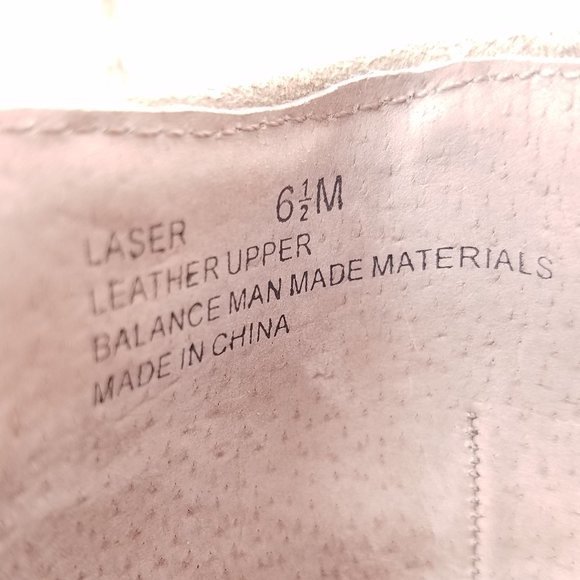 LASER 6½M
LEATHER UPPER
BALANCE MAN MADE MATERIALS
MADE IN CHINA